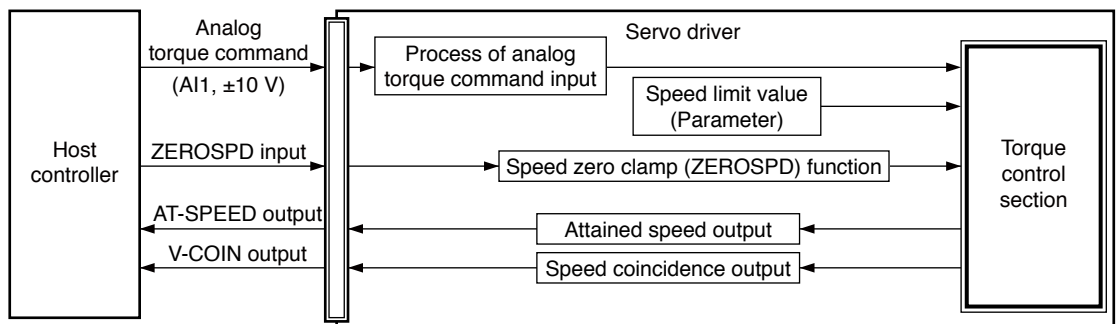 Host
controller
Analog
torque command
(AI1, ±10 V)
ZEROSPD input
AT-SPEED output
V-COIN output
Servo driver
Process of analog
torque command input
Speed limit value
(Parameter)
Speed zero clamp (ZEROSPD) function
Attained speed output
Speed coincidence output
Torque
control
section